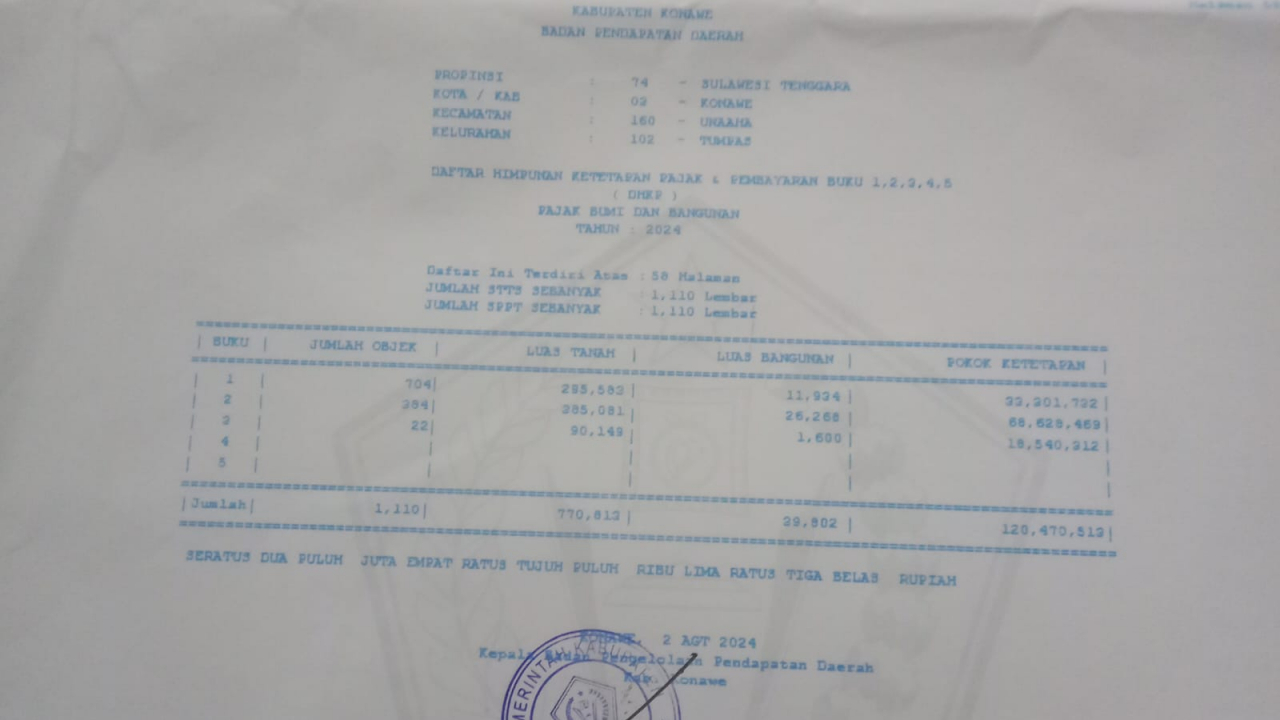 Halaman
KABUPATEN KONAWE
BADAN PENDAPATAN DAERAH
PROPINSI : 74 - SULAWESI TENGGARA
KOTA / KAB : 03 - KONAWE
KECAMATAN : 160 - UNAAHA
KELURAHAN : 102 - TUMPAS
DAFTAR HIMPUNAN KETETAPAN PAJAK & PEMBAYARAN BUKU 1,2,3,4,5
( DHKP )
PAJAK BUMI DAN BANGUNAN
TAHUN : 2024
Daftar Ini Terdiri Atas : 58 Halaman
JUMLAH STTS SEBANYAK : 1,110 Lembar
JUMLAH SPPT SEBANYAK : 1,110 Lembar
| BUKU | JUMLAH OBJEK | LUAS TANAH | LUAS BANGUNAN | POKOK KETETAPAN |
| 1 | 704| 395,583| 11,934| 33,301,732|
| 2 | 384| 285,081| 26,268| 68,628,469|
| 3 | 22| 90,149| 1,600| 18,540,312|
| 4 | | | | |
| 5 | | | | |
|Jumlah| 1,110| 770,813 | 39,802 | 120,470,513|
SERATUS DUA PULUH JUTA EMPAT RATUS TUJUH PULUH RIBU LIMA RATUS TIGA BELAS RUPIAH
KONAWE, 2 AGT 2024
Kepala Badan Pengelolaan Pendapatan Daerah
Kab. Konawe
MERINTAH KABUPAT